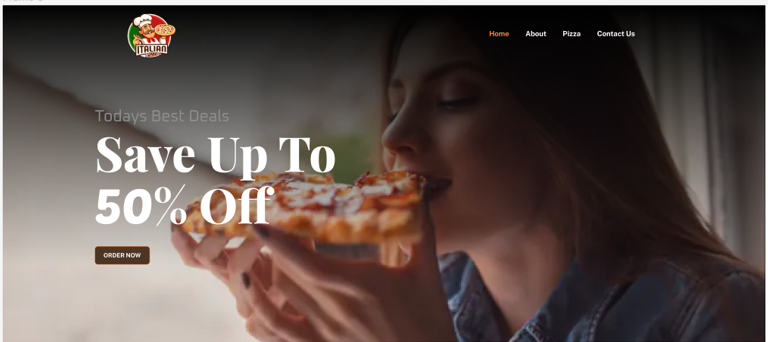 ITALIAN
Home About Pizza Contact Us
Todays Best Deals
Save Up To
50% Off
ORDER NOW